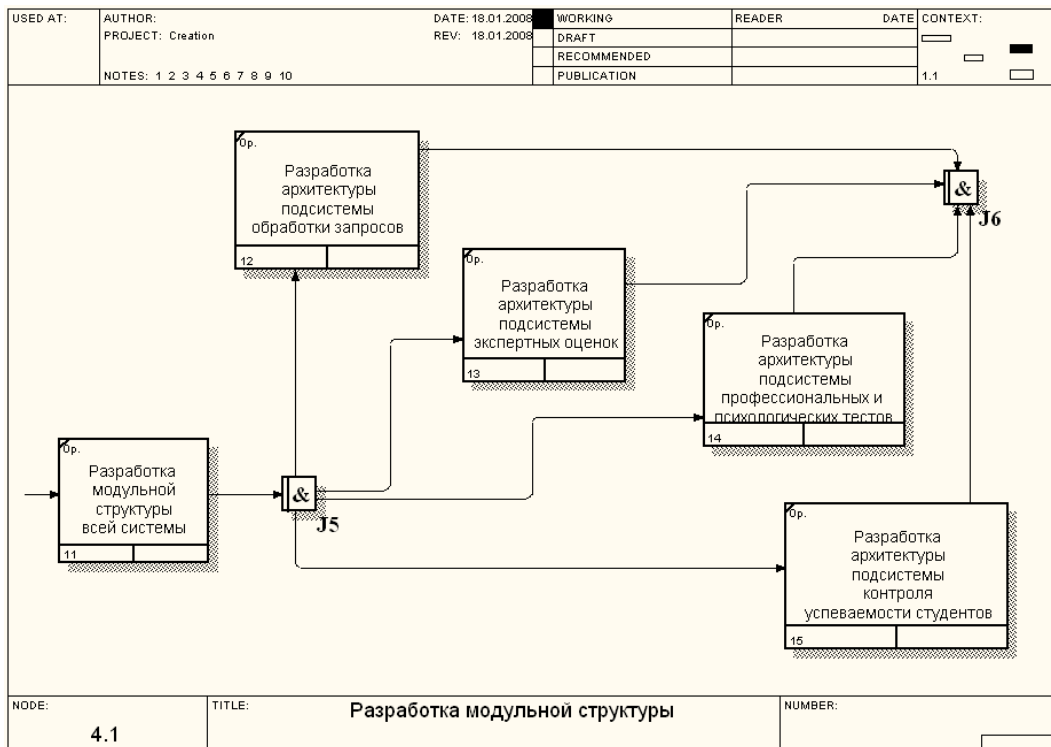 USED AT:
AUTHOR:
DATE: 18.01.2008
WORKING
READER
DATE
CONTEXT:
PROJECT: Creation
REV: 18.01.2008
DRAFT
RECOMMENDED
NOTES: 1 2 3 4 5 6 7 8 9 10
PUBLICATION
1.1
0р.
Разработка
архитектуры
подсистемы
обработки запросов
12
&
J6
0р.
Разработка
архитектуры
подсистемы
экспертных оценок
13
0р.
Разработка
архитектуры
подсистемы
профессиональных и
психологических тестов
14
0р.
Разработка
модульной
структуры
всей системы
11
&
J5
0р.
Разработка
архитектуры
подсистемы
контроля
успеваемости студентов
15
NODE:
4.1
TITLE:
Разработка модульной структуры
NUMBER: